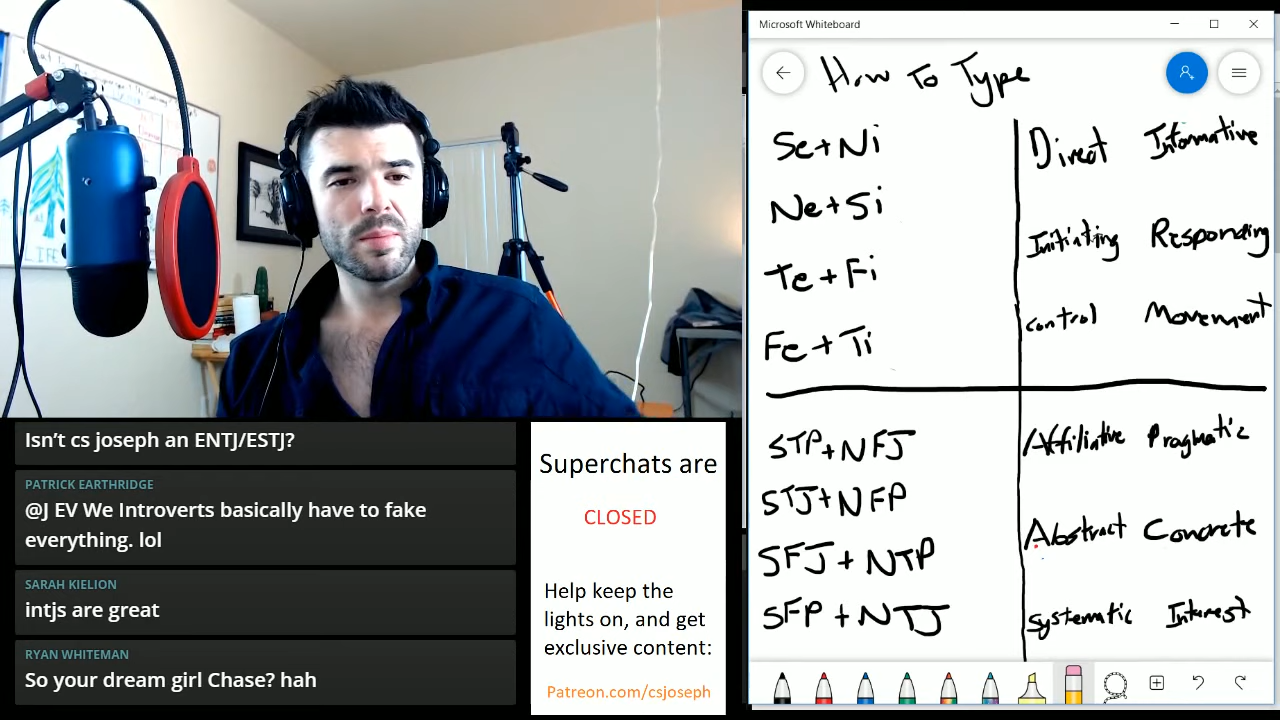 Microsoft Whiteboard
How To Type
Se+Ni
Ne+Si
Te+Fi
Fe+Ti
Direct Informative
Initiating Responding
control Movement
STP+NFJ
STJ+NFP
SFJ+NTP
SFP+NTJ
Affiliative Pragmatic
Abstract Concrete
Systematic Interest
LIFE
Isn't cs joseph an ENTJ/ESTJ?
PATRICK EARTHRIDGE
@J EV We Introverts basically have to fake
everything. lol
SARAH KIELION
intjs are great
RYAN WHITEMAN
So your dream girl Chase? hah
Superchats are
CLOSED
Help keep the
lights on, and get
exclusive content:
Patreon.com/csjoseph